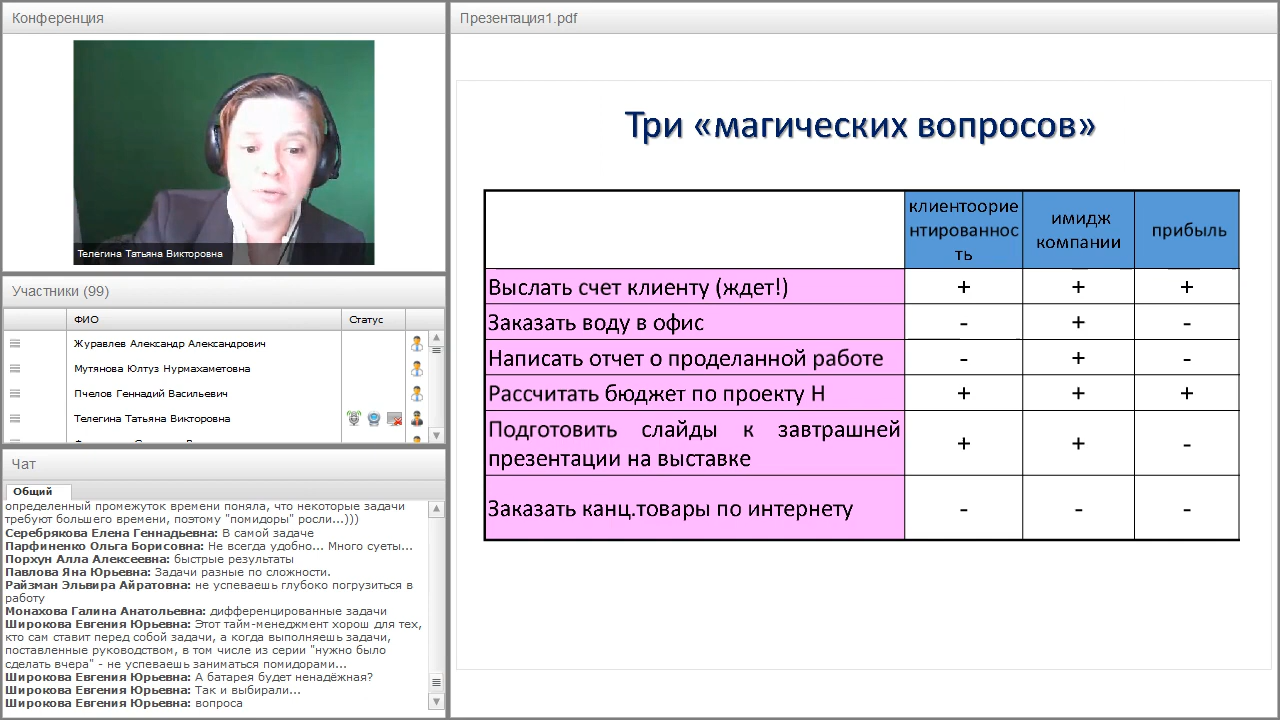 Конференция
Телегина Татьяна Викторовна
Участники (99)
ФИО Статус
Журавлев Александр Александрович
Мутянова Юлтуз Нурмахаметовна
Пчелов Геннадий Васильевич
Телегина Татьяна Викторовна
Чат
Общий
определенный промежуток времени поняла, что некоторые задачи
требуют большего времени, поэтому "помидоры" росли...)))
Серебрякова Елена Геннадьевна: В самой задаче
Парфиненко Ольга Борисовна: Не всегда удобно... Много суеты...
Порхун Алла Алексеевна: быстрые результаты
Павлова Яна Юрьевна: Задачи разные по сложности.
Райзман Эльвира Айратовна: не успеваешь глубоко погрузиться в
работу
Монахова Галина Анатольевна: дифференцированные задачи
Широкова Евгения Юрьевна: Этот тайм-менеджмент хорош для тех,
кто сам ставит перед собой задачи, а когда выполняешь задачи,
поставленные руководством, в том числе из серии "нужно было
сделать вчера" - не успеваешь заниматься помидорами...
Широкова Евгения Юрьевна: А батарея будет ненадёжная?
Широкова Евгения Юрьевна: Так и выбирали...
Широкова Евгения Юрьевна: вопроса
Презентация1.pdf
Три «магических вопросов»
клиентоорие
нтированнос
ть
имидж
компании
прибыль
Выслать счет клиенту (ждет!) + + +
Заказать воду в офис - + -
Написать отчет о проделанной работе - + -
Рассчитать бюджет по проекту Н + + +
Подготовить слайды к завтрашней
презентации на выставке + + -
Заказать канц.товары по интернету - - -